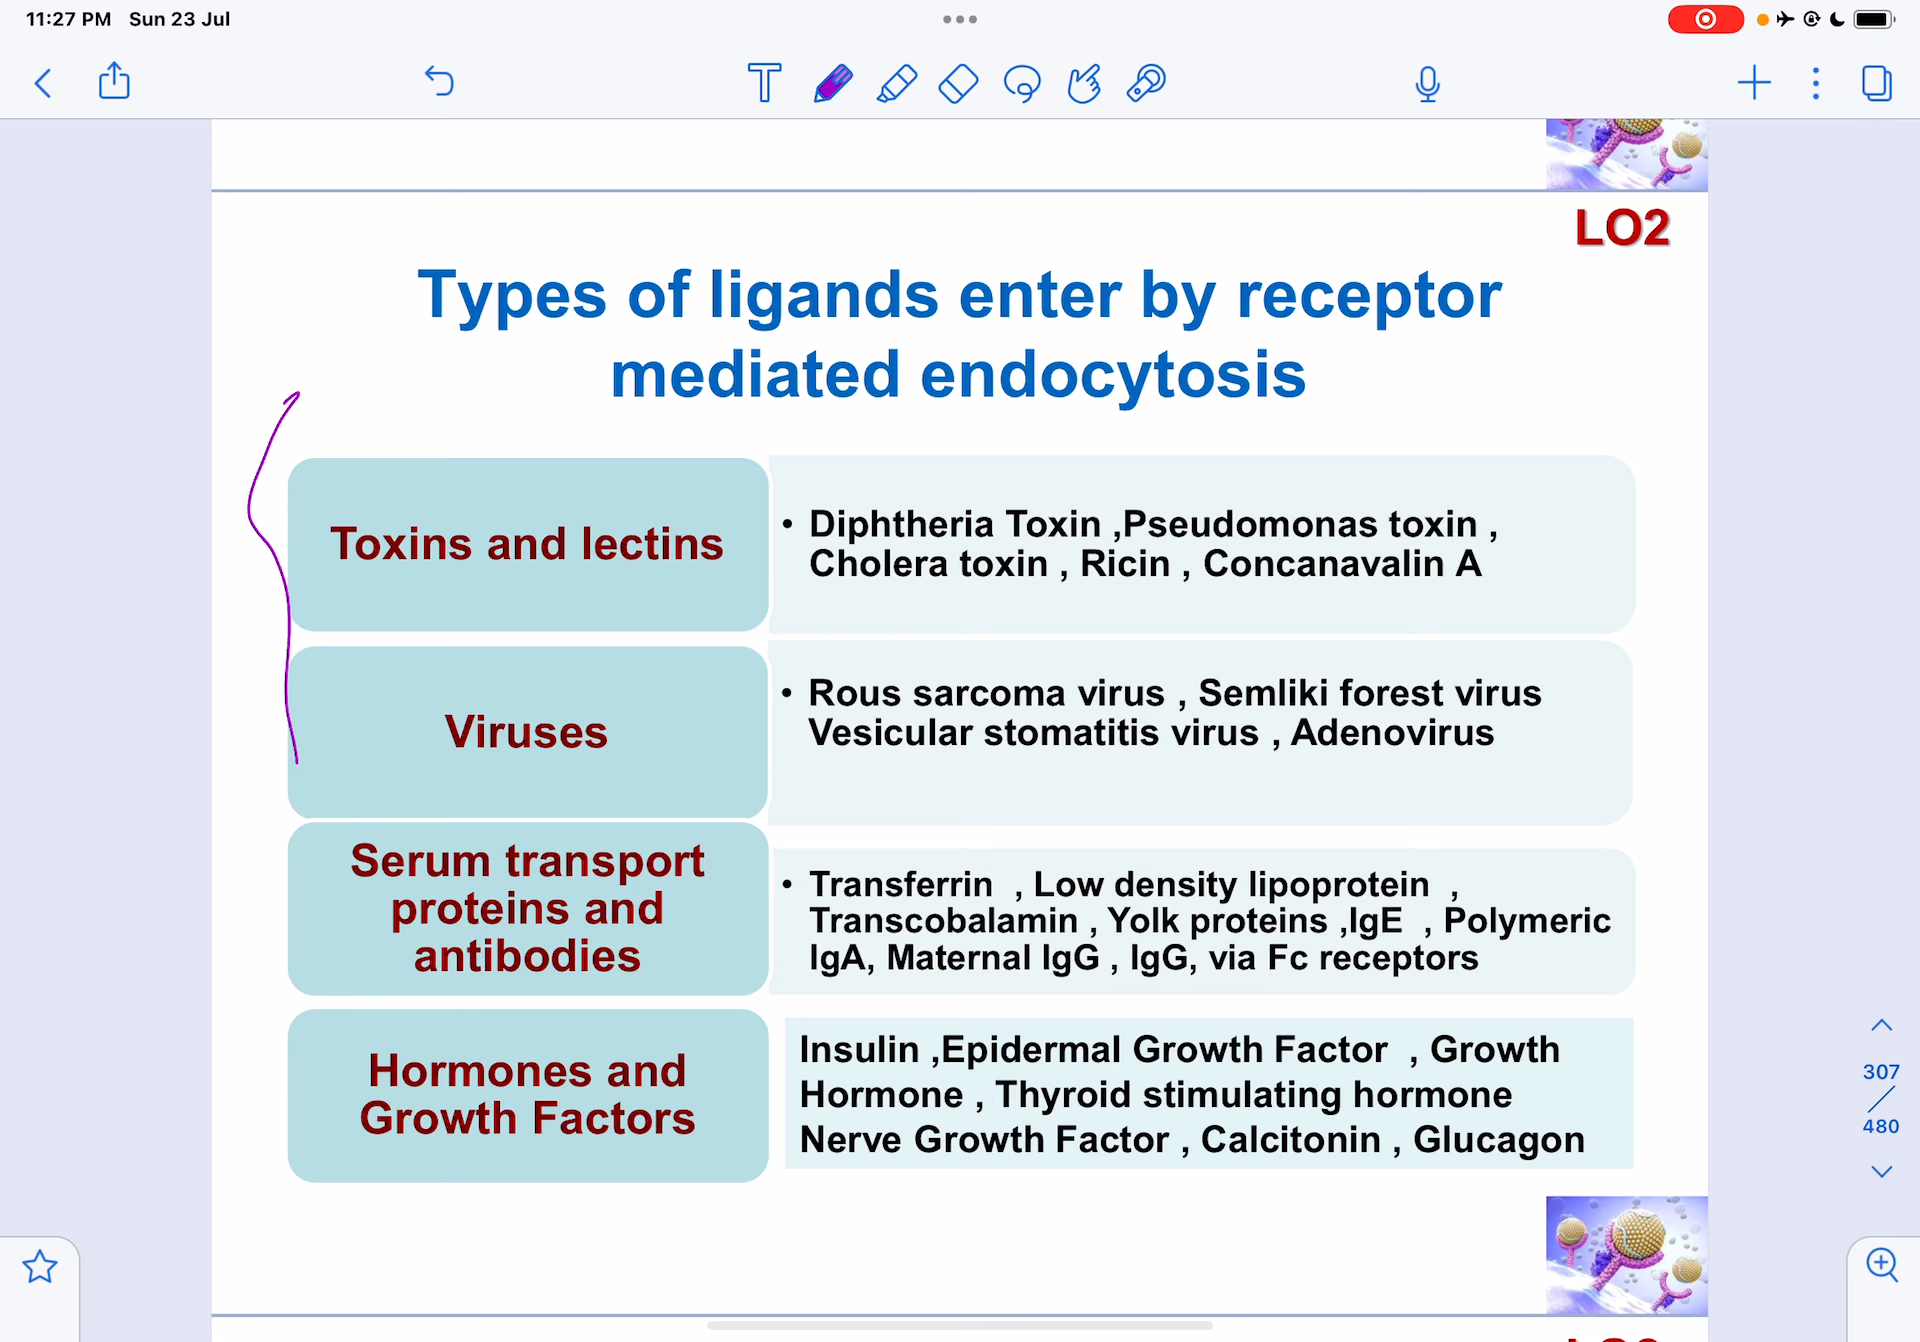 11:27 PM Sun 23 Jul
LO2
Types of ligands enter by receptor
mediated endocytosis
Toxins and lectins
• Diphtheria Toxin ,Pseudomonas toxin ,
Cholera toxin , Ricin , Concanavalin A
Viruses
• Rous sarcoma virus , Semliki forest virus
Vesicular stomatitis virus , Adenovirus
Serum transport
proteins and
antibodies
• Transferrin , Low density lipoprotein ,
Transcobalamin , Yolk proteins ,IgE , Polymeric
IgA, Maternal IgG , IgG, via Fc receptors
Hormones and
Growth Factors
Insulin ,Epidermal Growth Factor , Growth
Hormone , Thyroid stimulating hormone
Nerve Growth Factor , Calcitonin , Glucagon
307
/
480